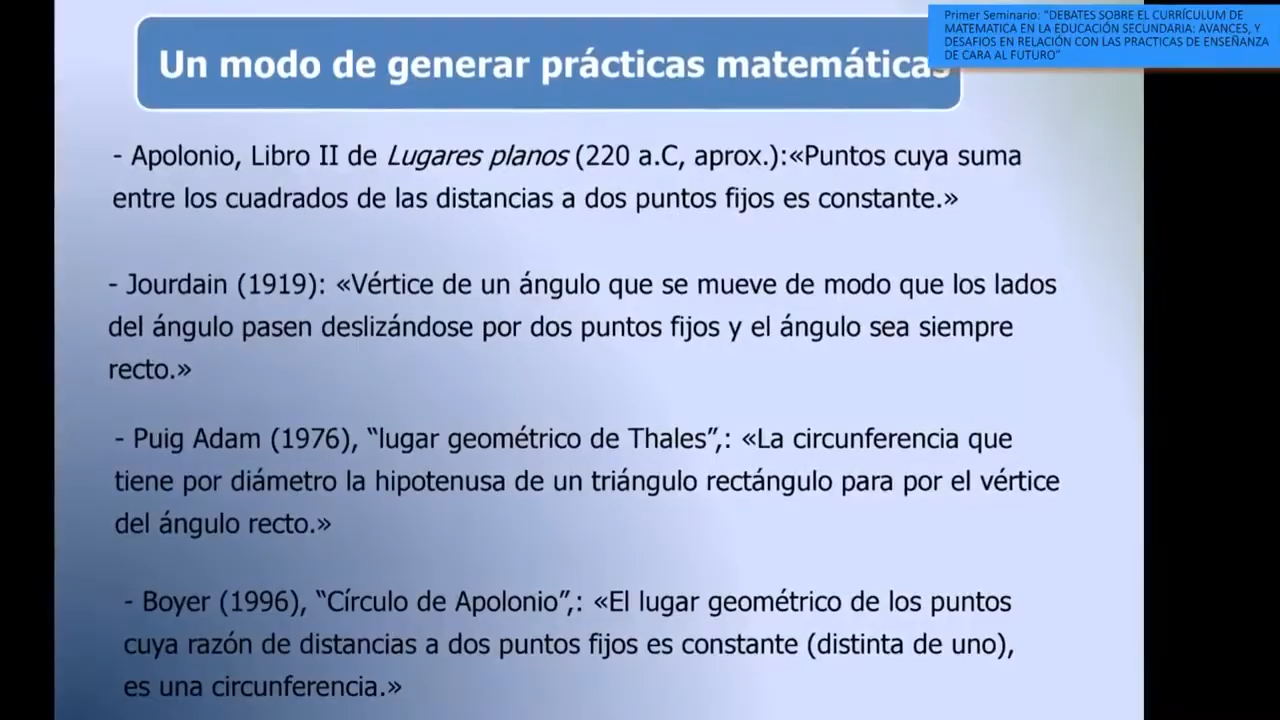 Primer Seminario: "DEBATES SOBRE EL CURRÍCULUM DE
MATEMATICA EN LA EDUCACIÓN SECUNDARIA: AVANCES, Y
DESAFIOS EN RELACIÓN CON LAS PRACTICAS DE ENSEÑANZA
DE CARA AL FUTURO"
Un modo de generar prácticas matemáticas
- Apolonio, Libro II de Lugares planos (220 a.C, aprox.):«Puntos cuya suma
entre los cuadrados de las distancias a dos puntos fijos es constante.»
- Jourdain (1919): «Vértice de un ángulo que se mueve de modo que los lados
del ángulo pasen deslizándose por dos puntos fijos y el ángulo sea siempre
recto.»
- Puig Adam (1976), “lugar geométrico de Thales”,: «La circunferencia que
tiene por diámetro la hipotenusa de un triángulo rectángulo para por el vértice
del ángulo recto.»
- Boyer (1996), “Círculo de Apolonio”,: «El lugar geométrico de los puntos
cuya razón de distancias a dos puntos fijos es constante (distinta de uno),
es una circunferencia.»